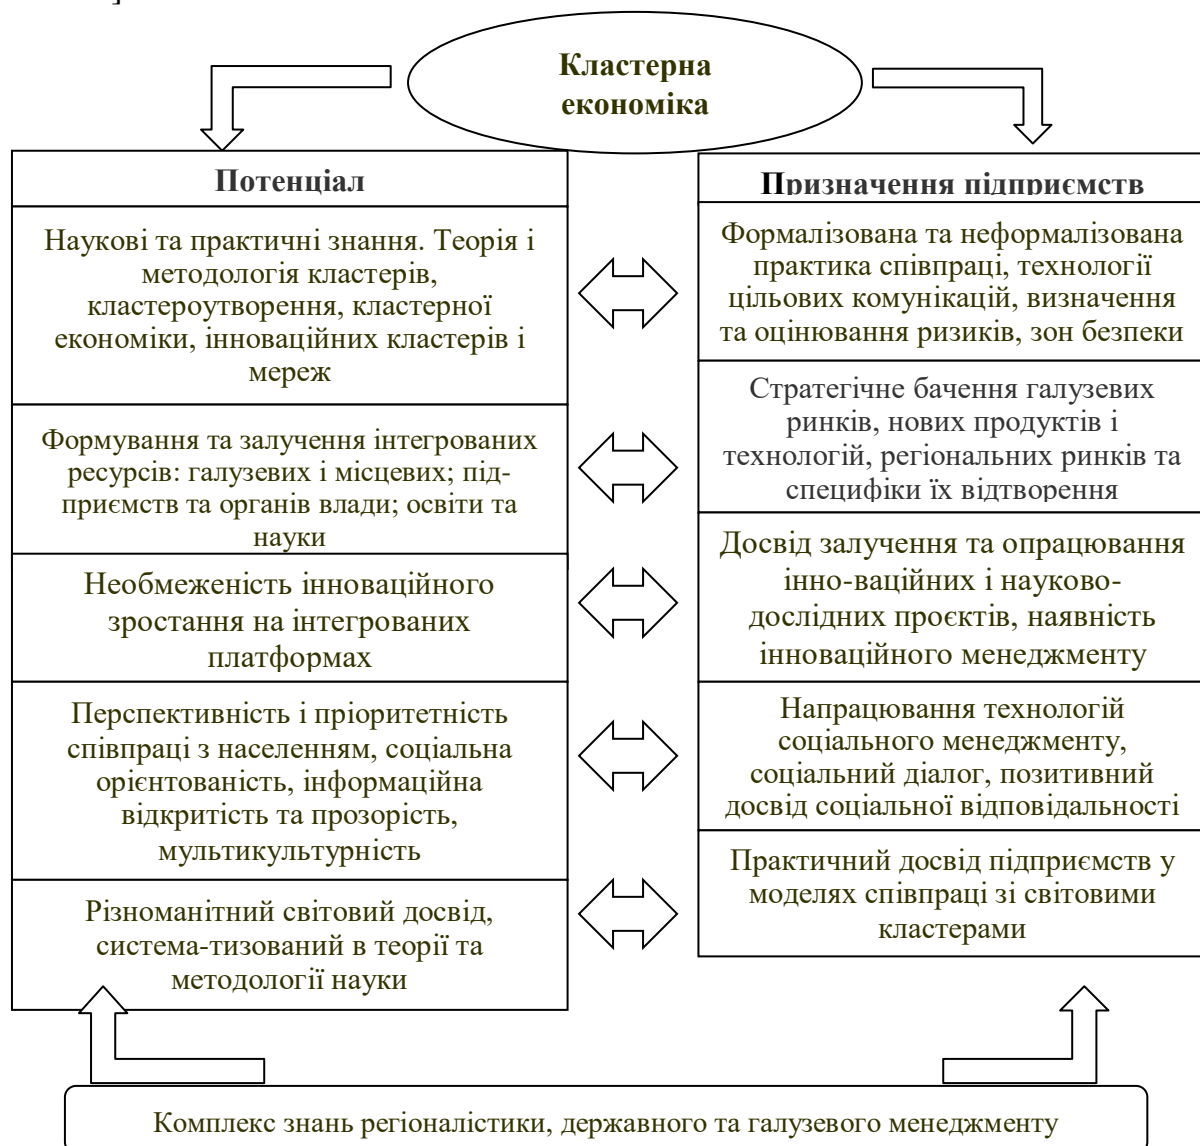 ]
Кластерна
економіка
Потенціал
Наукові та практичні знання. Теорія і
методологія кластерів,
кластероутворення, кластерної
економіки, інноваційних кластерів і
мереж
Формування та залучення інтегрованих
ресурсів: галузевих і місцевих; під-
приємств та органів влади; освіти та
науки
Необмеженість інноваційного
зростання на інтегрованих
платформах
Перспективність і пріоритетність
співпраці з населенням, соціальна
орієнтованість, інформаційна
відкритість та прозорість,
мультикультурність
Різноманітний світовий досвід,
система-тизований в теорії та
методології науки
Призначення підприємств
Формалізована та неформалізована
практика співпраці, технології
цільових комунікацій, визначення
та оцінювання ризиків, зон безпеки
Стратегічне бачення галузевих
ринків, нових продуктів і
технологій, регіональних ринків та
специфіки їх відтворення
Досвід залучення та опрацювання
інно-ваційних і науково-
дослідних проєктів, наявність
інноваційного менеджменту
Напрацювання технологій
соціального менеджменту,
соціальний діалог, позитивний
досвід соціальної відповідальності
Практичний досвід підприємств у
моделях співпраці зі світовими
кластерами
Комплекс знань регіоналістики, державного та галузевого менеджменту